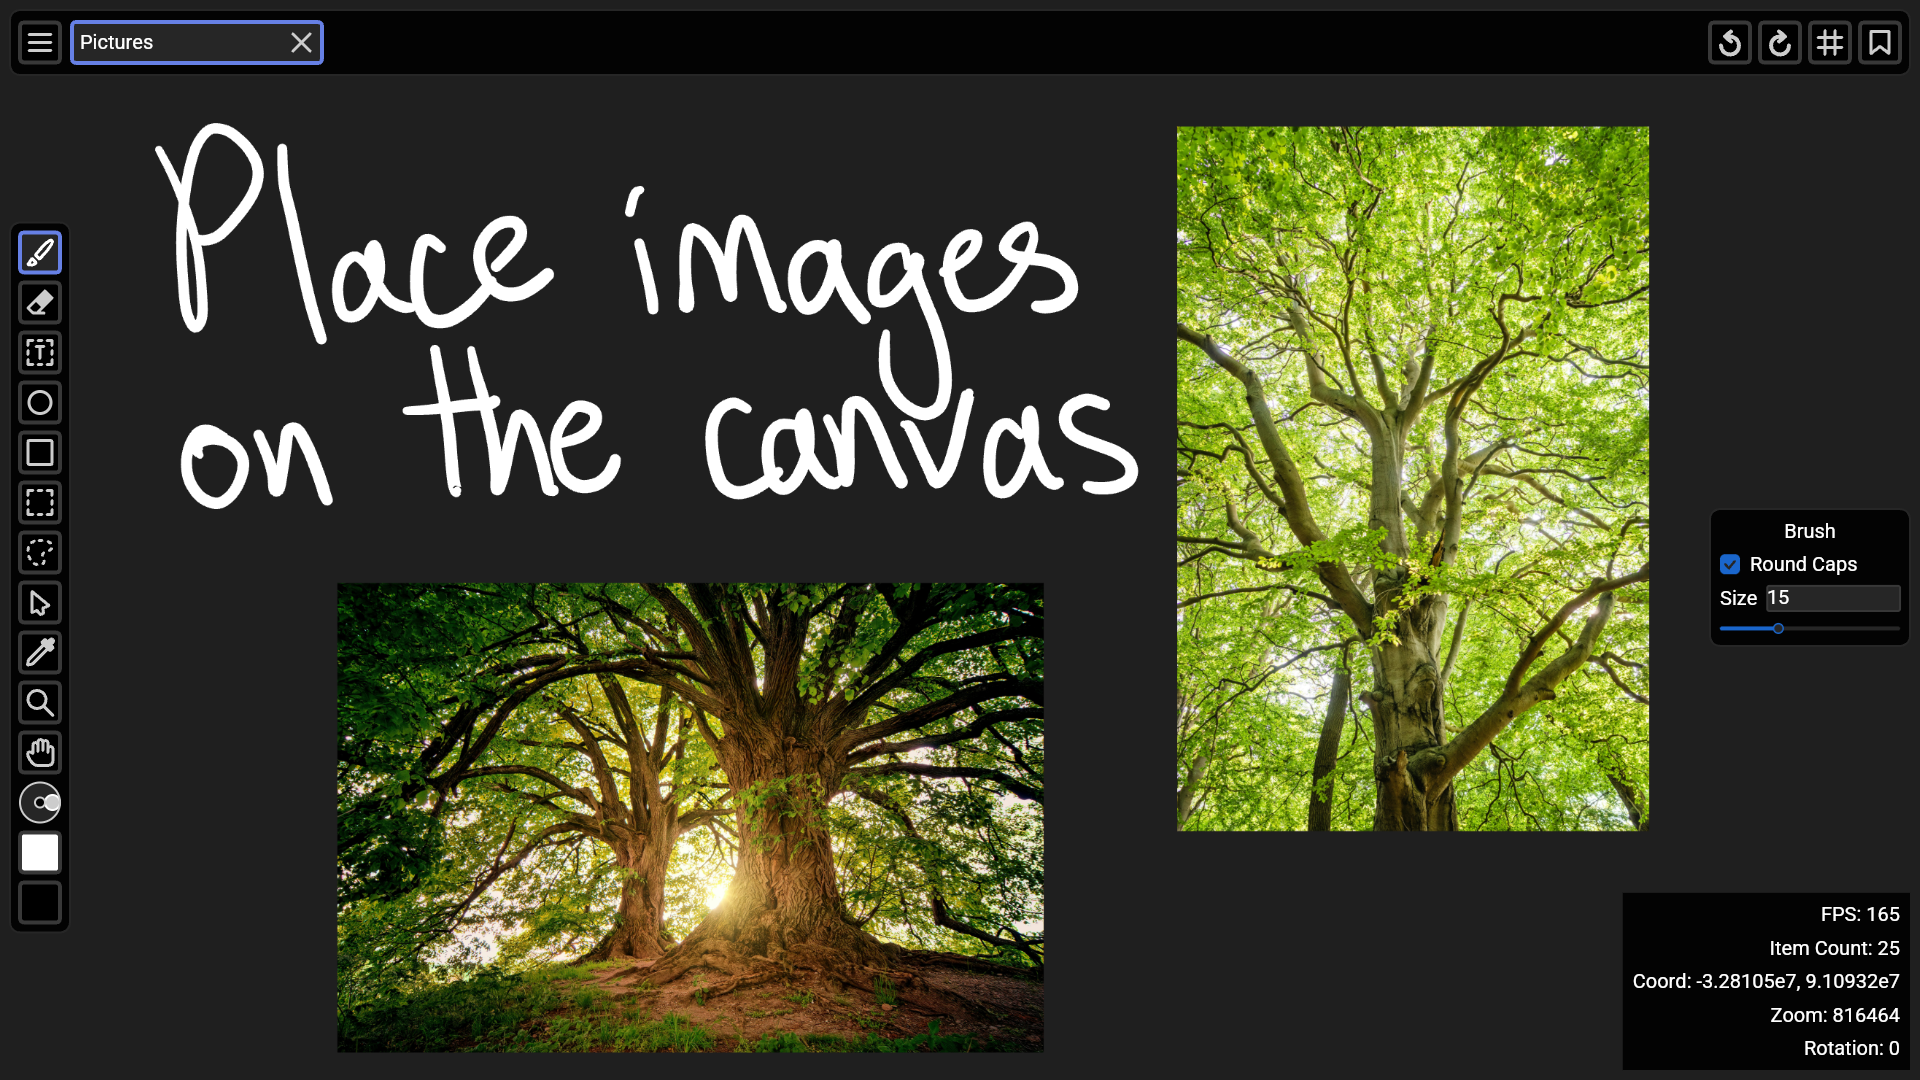 Pictures
Place images
on the canvas
T
Brush
Round Caps
Size 15
FPS: 165
Item Count: 25
Coord: -3.28105e7, 9.10932e7
Zoom: 816464
Rotation: 0